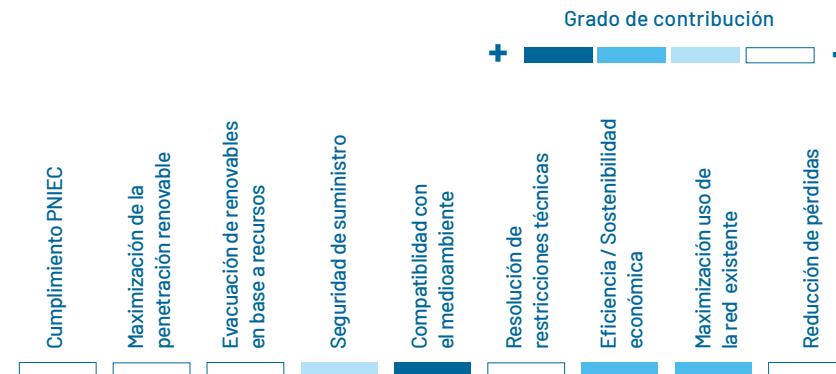 Grado de contribución
+
Cumplimiento PNIEC
Maximización de la
penetración renovable
Evacuación de renovables
en base a recursos
Seguridad de suministro
Compatiblidad con
el medioambiente
Resolución de
restricciones técnicas
Eficiencia / Sostenibilidad
económica
Maximización uso de
la red existente
Reducción de pérdidas